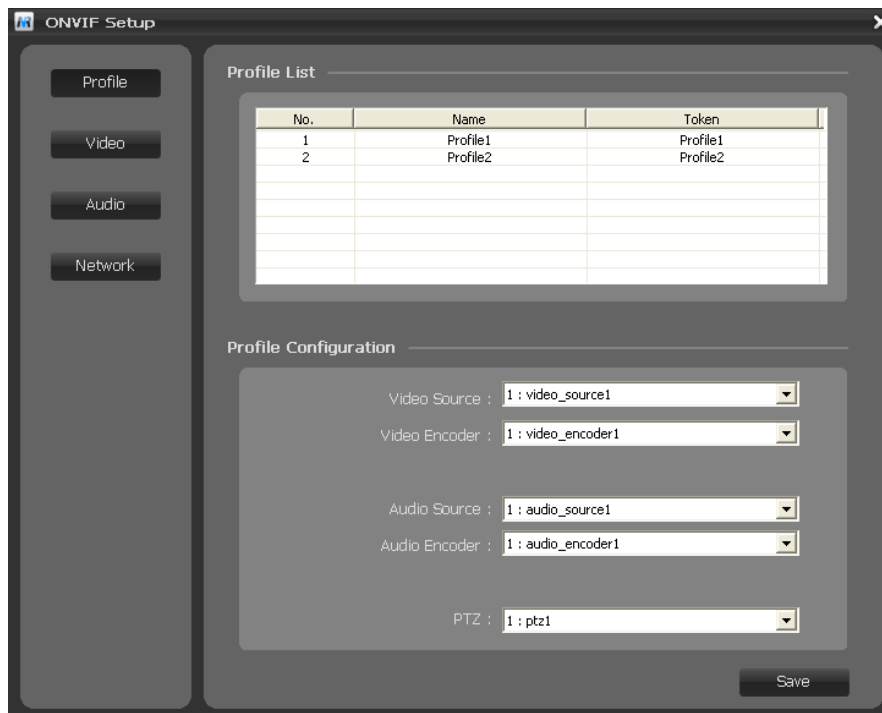 ONVIF Setup
Profile
Video
Audio
Network
Profile List
No. Name Token
1 Profile1 Profile1
2 Profile2 Profile2
Profile Configuration
Video Source : 1 : video_source1
Video Encoder : 1 : video_encoder1
Audio Source : 1 : audio_source1
Audio Encoder : 1 : audio_encoder1
PTZ : 1 : ptz1
Save